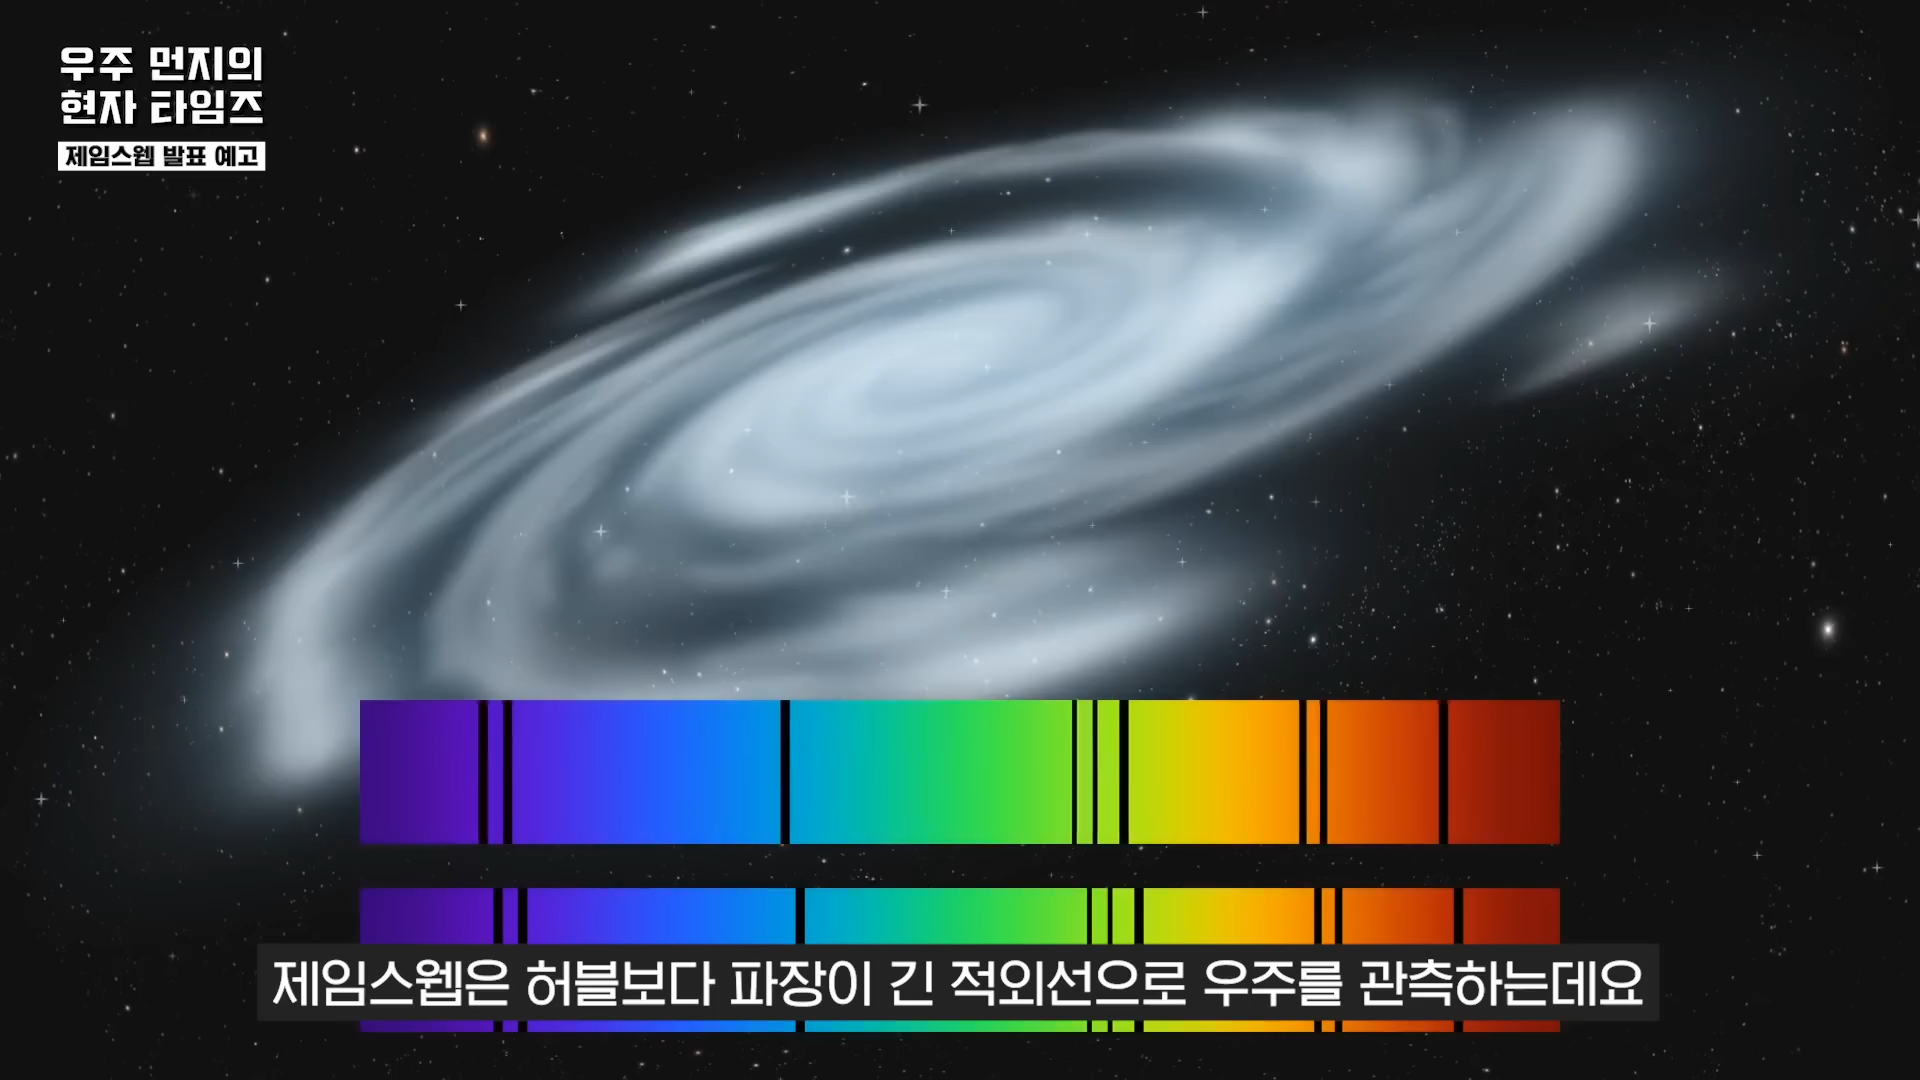 우주 먼지의
현자 타임즈
제임스웹 발표 예고
제임스웹은 허블보다 파장이 긴 적외선으로 우주를 관측하는데요